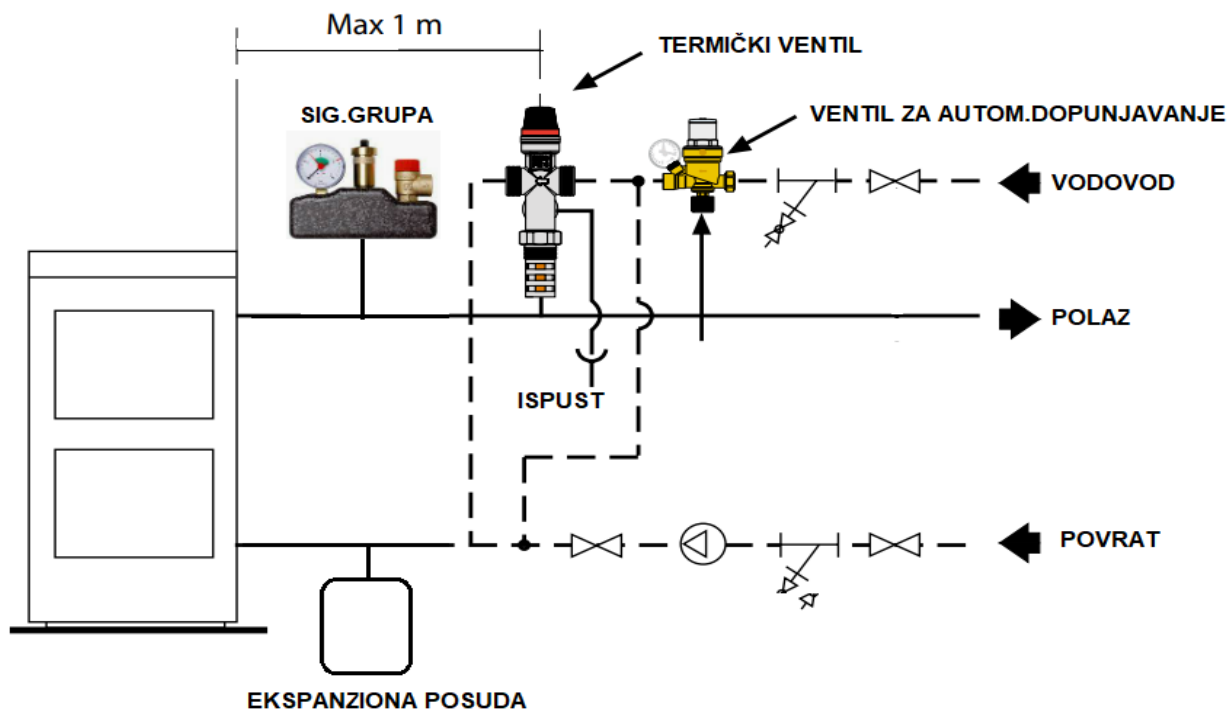 Max 1 m
TERMIČKI VENTIL
SIG.GRUPA
VENTIL ZA AUTOM.DOPUNJAVANJE
VODOVOD
POLAZ
ISPUST
POVRAT
EKSPANZIONA POSUDA